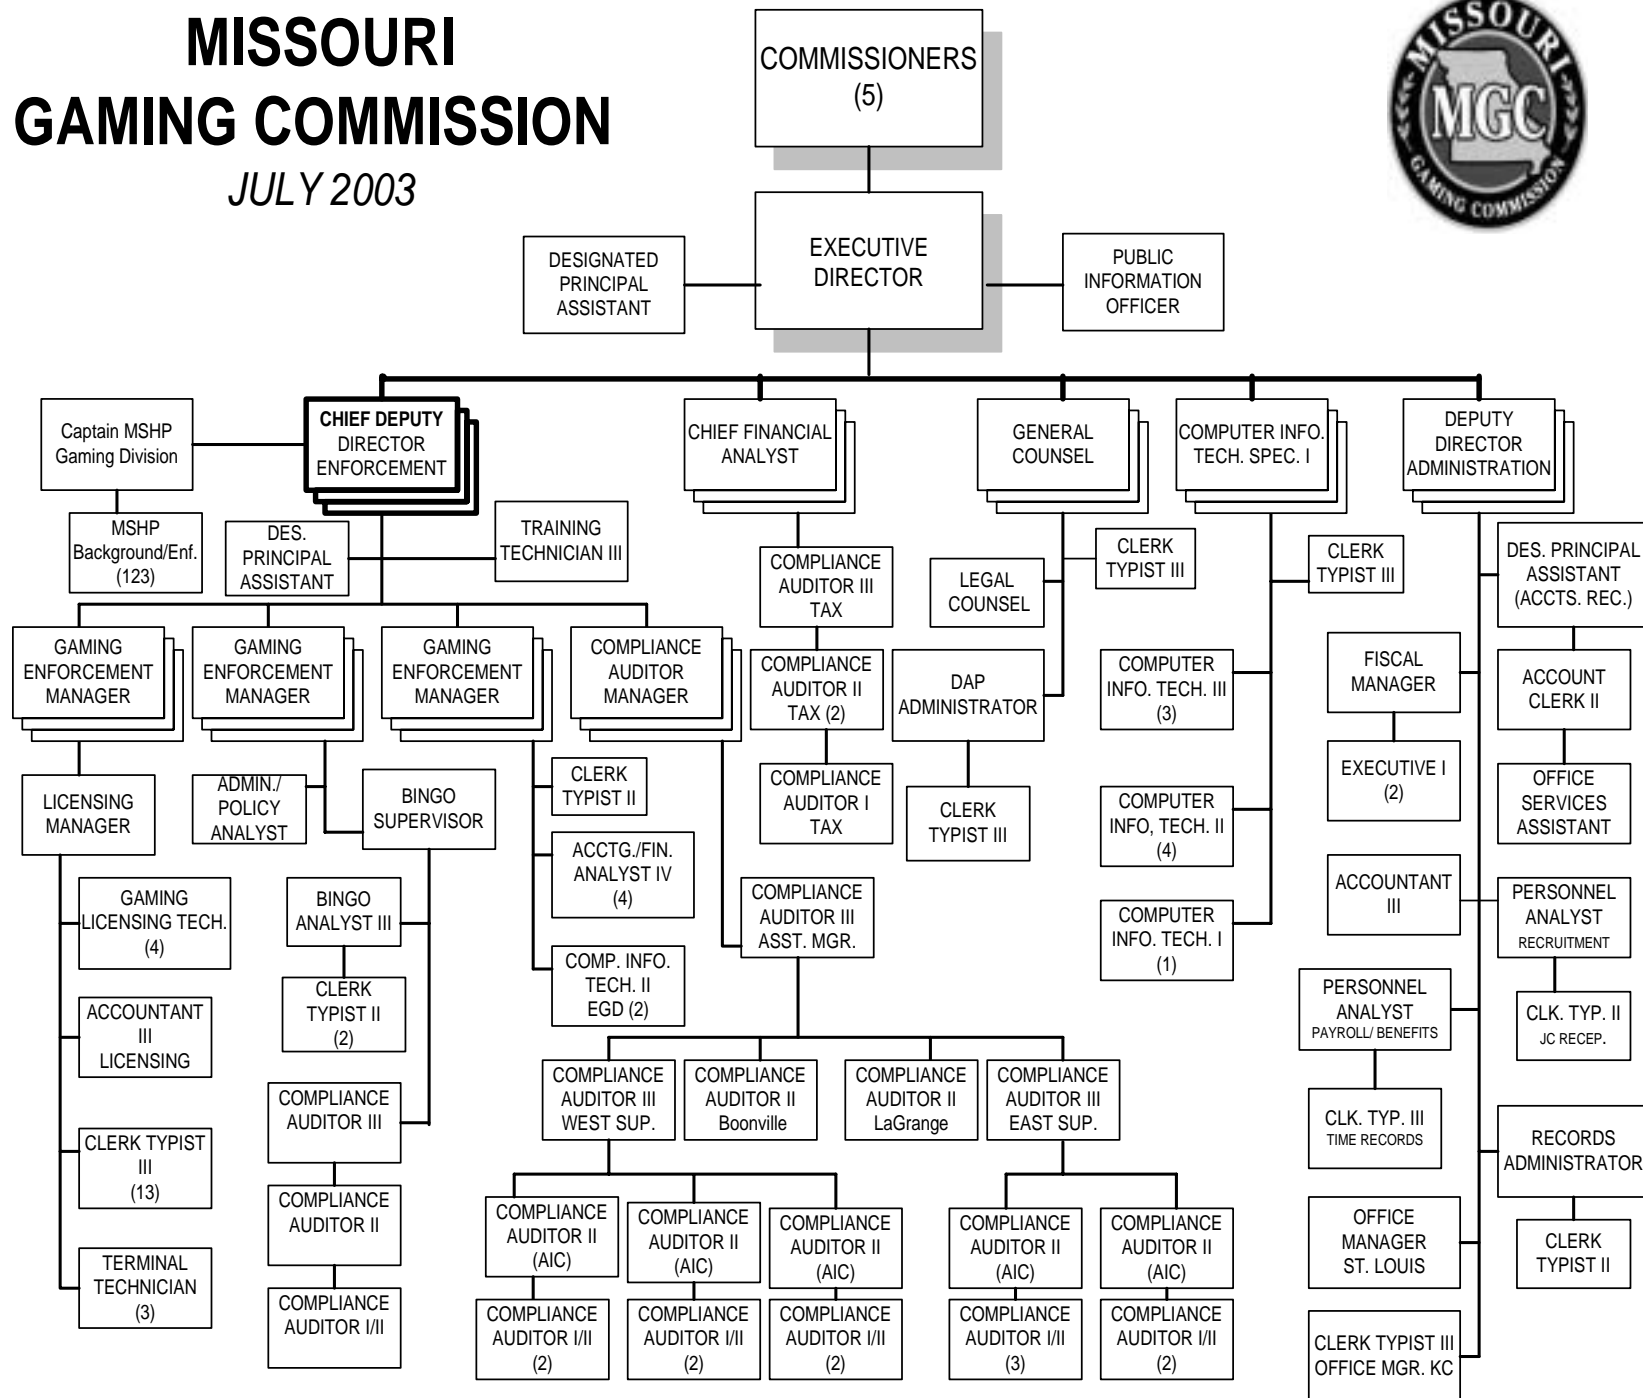 MISSOURI
GAMING COMMISSION
JULY 2003
COMMISSIONERS
(5)
MISSOURI
MGC
GAMING COMMISSION
EXECUTIVE
DIRECTOR
DESIGNATED
PRINCIPAL
ASSISTANT
PUBLIC
INFORMATION
OFFICER
Captain MSHP
Gaming Division
CHIEF DEPUTY
DIRECTOR
ENFORCEMENT
CHIEF FINANCIAL
ANALYST
GENERAL
COUNSEL
COMPUTER INFO.
TECH. SPEC. I
DEPUTY
DIRECTOR
ADMINISTRATION
MSHP
Background/Enf.
(123)
DES.
PRINCIPAL
ASSISTANT
TRAINING
TECHNICIAN III
COMPLIANCE
AUDITOR III
TAX
LEGAL
COUNSEL
CLERK
TYPIST III
CLERK
TYPIST III
DES. PRINCIPAL
ASSISTANT
(ACCTS. REC.)
GAMING
ENFORCEMENT
MANAGER
GAMING
ENFORCEMENT
MANAGER
GAMING
ENFORCEMENT
MANAGER
COMPLIANCE
AUDITOR
MANAGER
COMPLIANCE
AUDITOR II
TAX (2)
DAP
ADMINISTRATOR
COMPUTER
INFO. TECH. III
(3)
FISCAL
MANAGER
ACCOUNT
CLERK II
LICENSING
MANAGER
ADMIN./
POLICY
ANALYST
BINGO
SUPERVISOR
CLERK
TYPIST II
COMPLIANCE
AUDITOR I
TAX
CLERK
TYPIST III
COMPUTER
INFO, TECH. II
(4)
EXECUTIVE I
(2)
OFFICE
SERVICES
ASSISTANT
GAMING
LICENSING TECH.
(4)
BINGO
ANALYST III
ACCTG./FIN.
ANALYST IV
(4)
COMPLIANCE
AUDITOR III
ASST. MGR.
COMPUTER
INFO. TECH. I
(1)
ACCOUNTANT
III
PERSONNEL
ANALYST
RECRUITMENT
ACCOUNTANT
III
LICENSING
CLERK
TYPIST II
(2)
COMP. INFO.
TECH. II
EGD (2)
PERSONNEL
ANALYST
PAYROLL/ BENEFITS
CLK. TYP. II
JC RECEP.
COMPLIANCE
AUDITOR III
COMPLIANCE
AUDITOR III
WEST SUP.
COMPLIANCE
AUDITOR II
Boonville
COMPLIANCE
AUDITOR II
LaGrange
COMPLIANCE
AUDITOR III
EAST SUP.
CLK. TYP. III
TIME RECORDS
RECORDS
ADMINISTRATOR
CLERK TYPIST
III
(13)
COMPLIANCE
AUDITOR II
COMPLIANCE
AUDITOR II
(AIC)
COMPLIANCE
AUDITOR II
(AIC)
COMPLIANCE
AUDITOR II
(AIC)
COMPLIANCE
AUDITOR II
(AIC)
COMPLIANCE
AUDITOR II
(AIC)
OFFICE
MANAGER
ST. LOUIS
CLERK
TYPIST II
TERMINAL
TECHNICIAN
(3)
COMPLIANCE
AUDITOR I/II
COMPLIANCE
AUDITOR I/II
(2)
COMPLIANCE
AUDITOR I/II
(2)
COMPLIANCE
AUDITOR I/II
(2)
COMPLIANCE
AUDITOR I/II
(3)
COMPLIANCE
AUDITOR I/II
(2)
CLERK TYPIST III
OFFICE MGR. KC